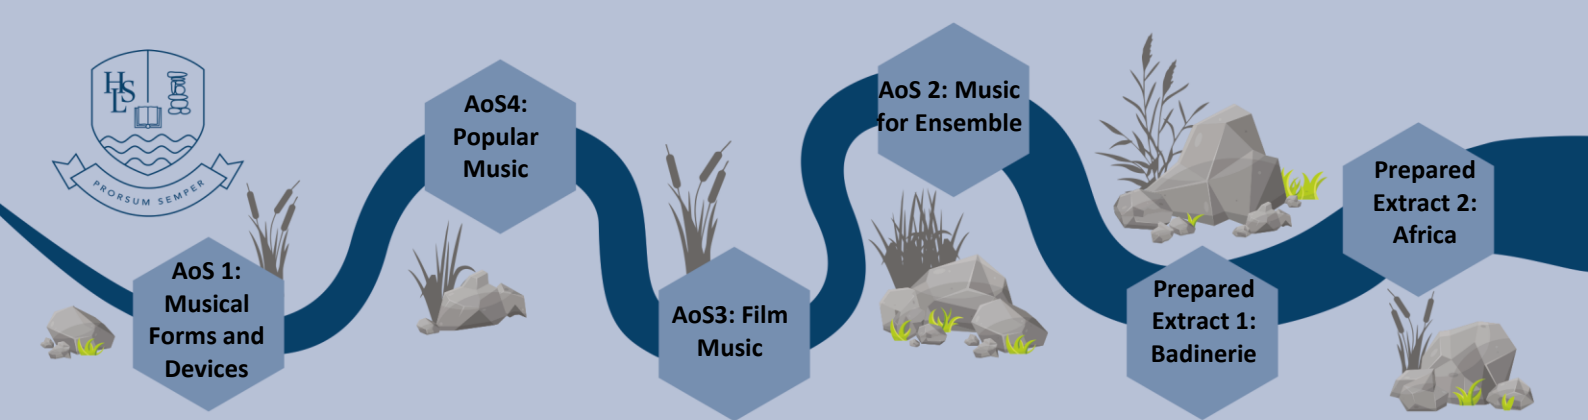 HLS
PRORSUM SEMPER
AoS 1:
Musical
Forms and
Devices
AoS4:
Popular
Music
AoS3: Film
Music
AoS 2: Music
for Ensemble
Prepared
Extract 1:
Badinerie
Prepared
Extract 2:
Africa